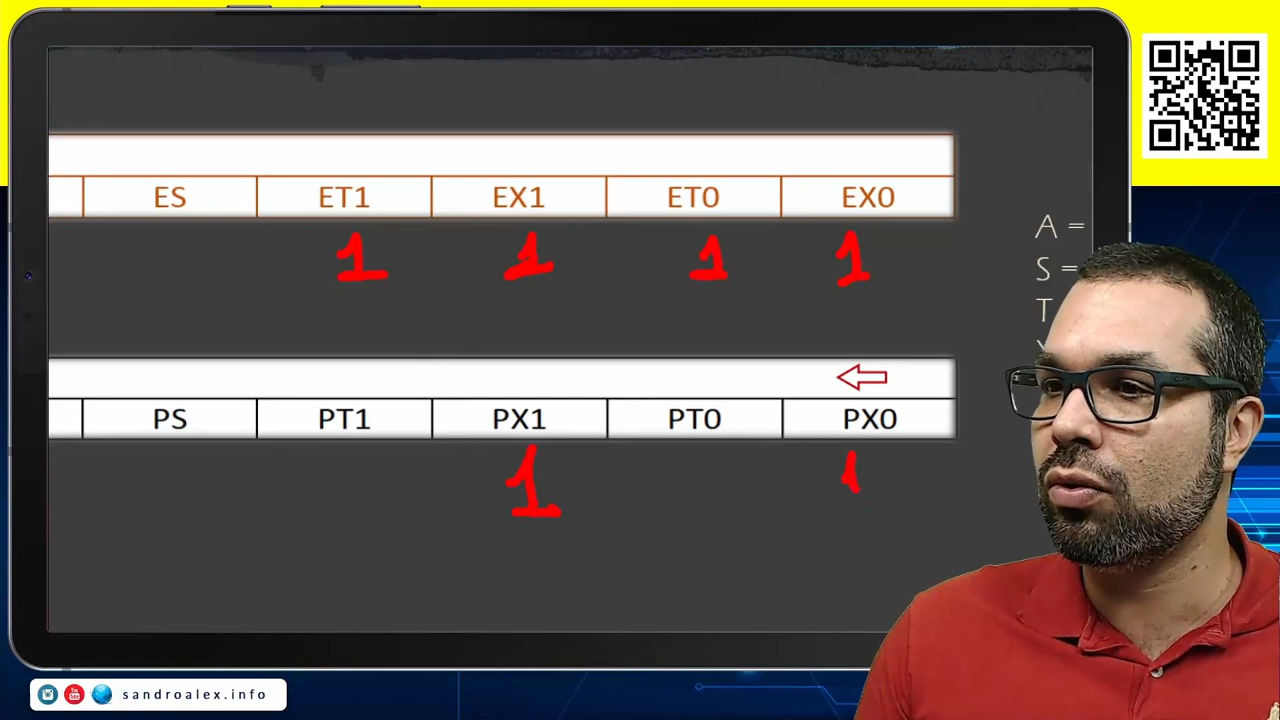 ES ET1 EX1 ET0 EX0
1 1 1 1
A =
S =
T
PS PT1 PX1 PT0 PX0
1 1
sandroalex.info